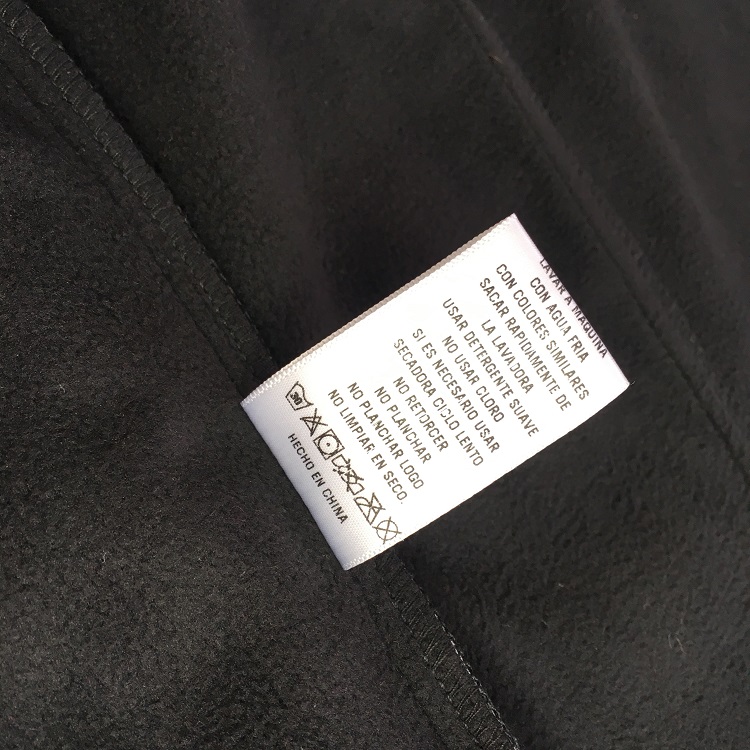 LAVAR A MAQUINA
CON AGUA FRIA
CON COLORES SIMILARES
SACAR RAPIDAMENTE DE
LA LAVADORA
NO USAR CLORO
USAR DETERGENTE SUAVE
SI ES NECESARIO USAR
SECADORA CICLO LENTO
NO RETORCER
NO PLANCHAR
NO PLANCHAR LOGO
NO LIMPIAR EN SECO.
30
HECHO EN CHINA